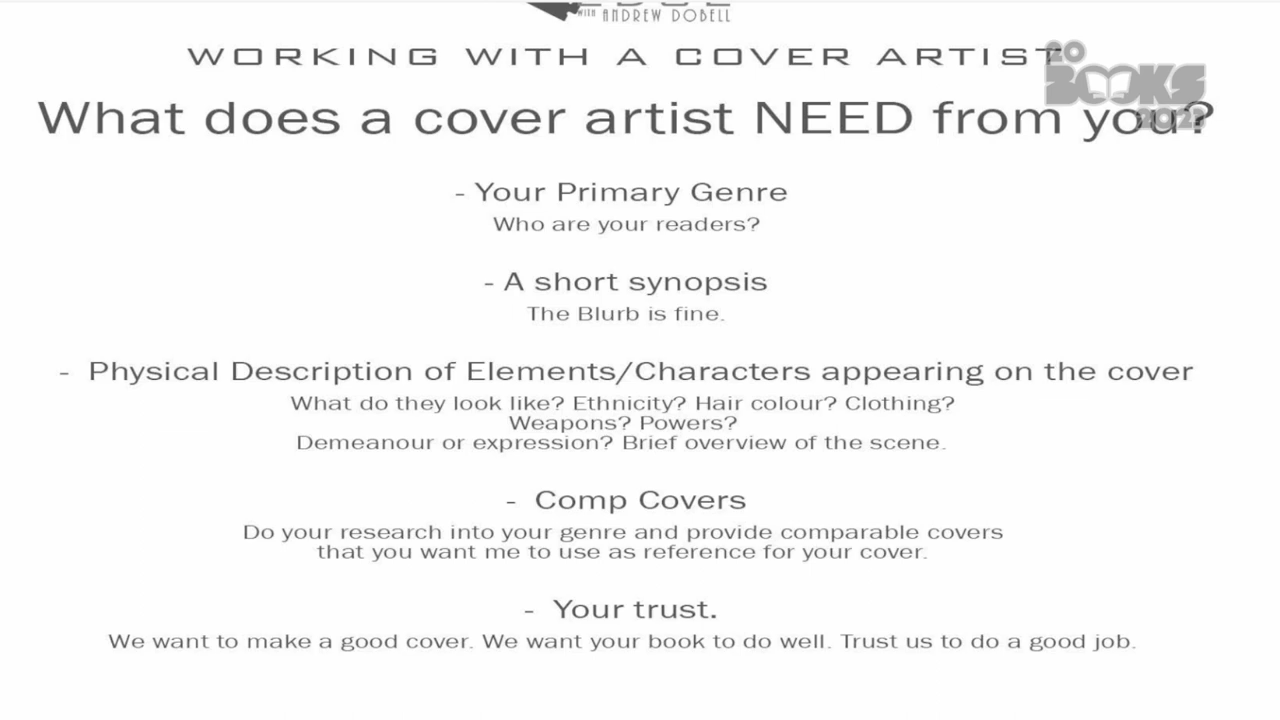 WITH ANDREW DOBELL
WORKING WITH A COVER ARTIST
20 BOOKS 2023
What does a cover artist NEED from you?
- Your Primary Genre
Who are your readers?
- A short synopsis
The Blurb is fine.
- Physical Description of Elements/Characters appearing on the cover
What do they look like? Ethnicity? Hair colour? Clothing?
Weapons? Powers?
Demeanour or expression? Brief overview of the scene.
- Comp Covers
Do your research into your genre and provide comparable covers
that you want me to use as reference for your cover.
- Your trust.
We want to make a good cover. We want your book to do well. Trust us to do a good job.